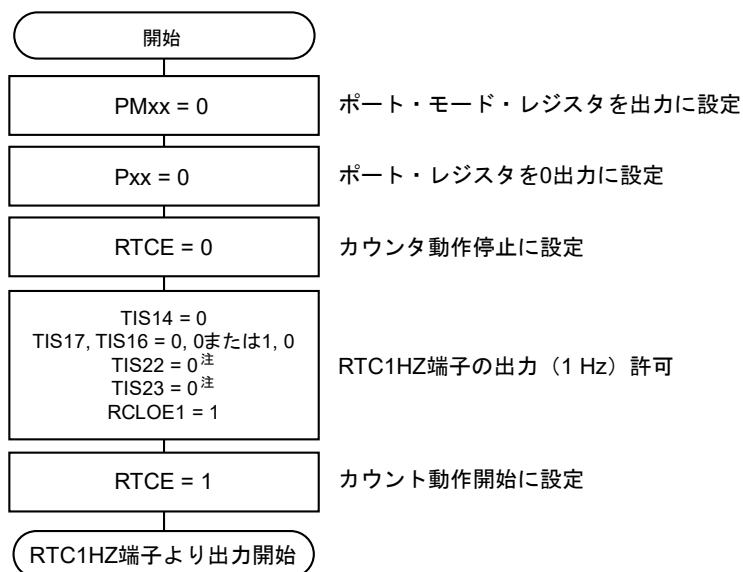 開始
PMxx = 0
ポート・モード・レジスタを出力に設定
Pxx = 0
ポート・レジスタを0出力に設定
RTCE = 0
カウンタ動作停止に設定
TIS14 = 0
TIS17, TIS16 = 0, 0または1, 0
TIS22 = 0注
TIS23 = 0注
RCLOE1 = 1
RTC1HZ端子の出力（1 Hz）許可
RTCE = 1
カウント動作開始に設定
RTC1HZ端子より出力開始